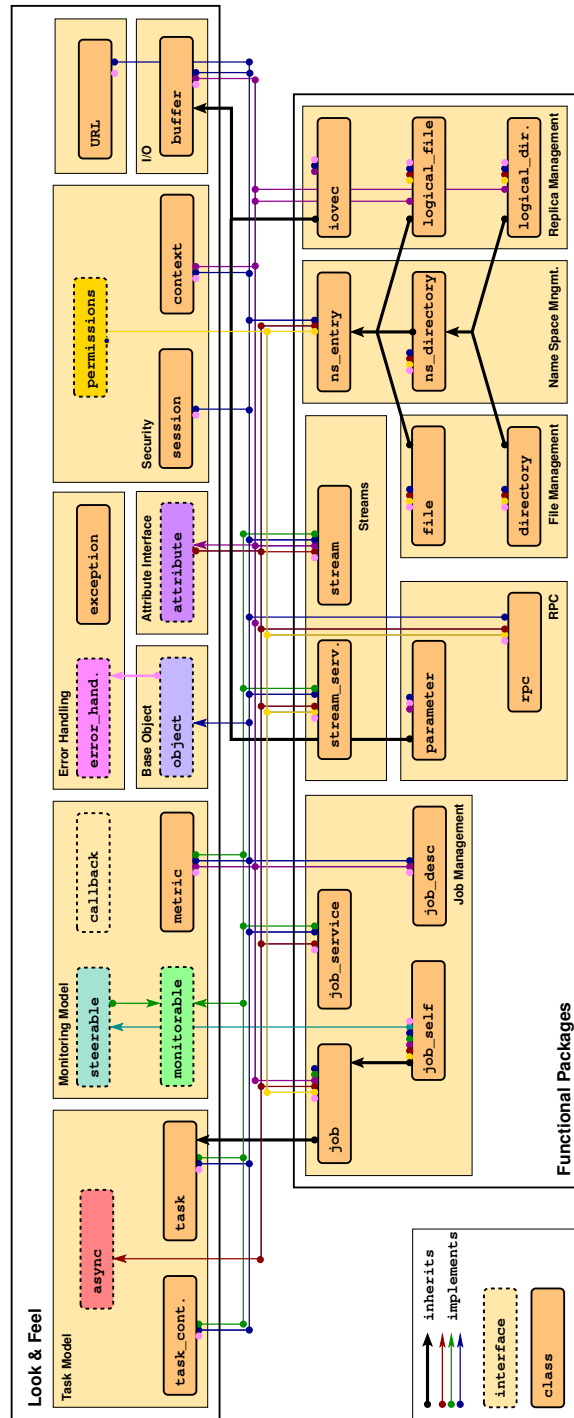 Look & Feel
Task Model
async
task_cont.
task
Monitoring Model
steerable
callback
monitorable
metric
Error Handling
error_hand.
exception
Base Object
object
Attribute Interface
attribute
Security
permissions
session
context
URL
I/O
buffer
Functional Packages
Job Management
job
job_service
job_self
job_desc
Streams
stream_serv.
stream
RPC
parameter
rpc
File Management
file
directory
Name Space Mngmt.
ns_entry
ns_directory
Replica Management
iovec
logical_file
logical_dir.
inherits
implements
interface
class